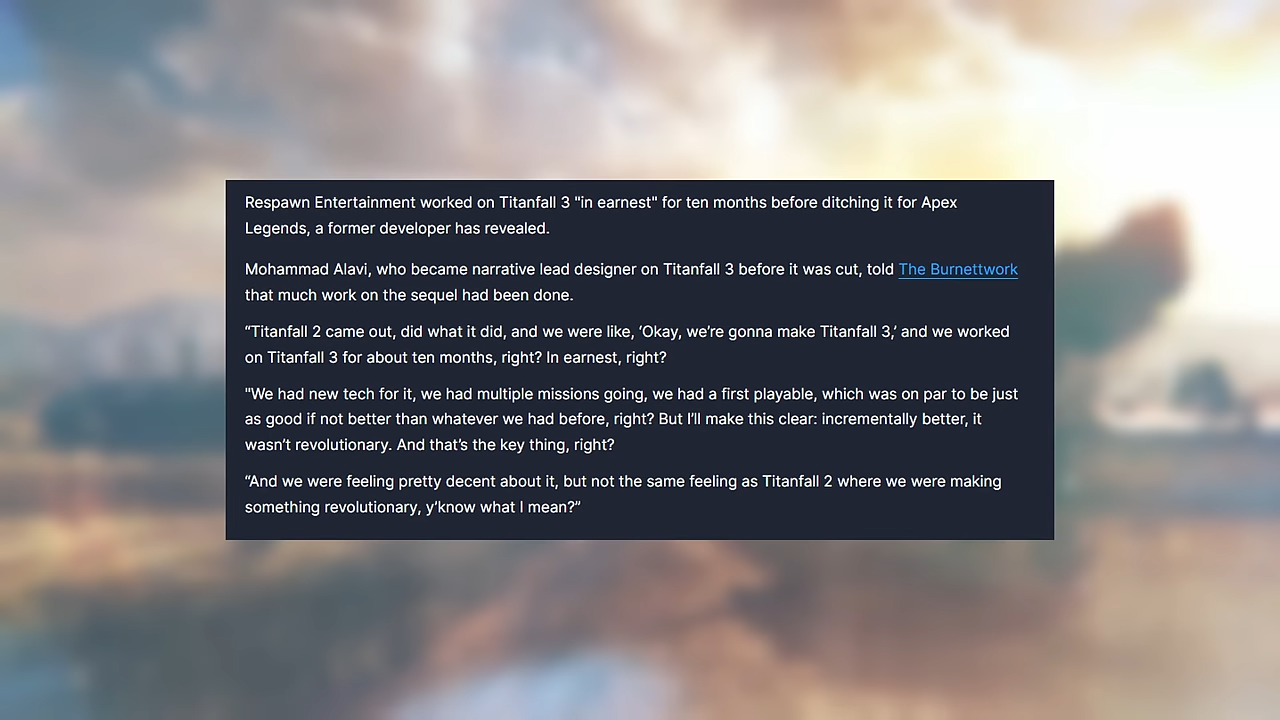 Respawn Entertainment worked on Titanfall 3 "in earnest" for ten months before ditching it for Apex
Legends, a former developer has revealed.
Mohammad Alavi, who became narrative lead designer on Titanfall 3 before it was cut, told The Burnettwork
that much work on the sequel had been done.
“Titanfall 2 came out, did what it did, and we were like, ‘Okay, we’re gonna make Titanfall 3,’ and we worked
on Titanfall 3 for about ten months, right? In earnest, right?
"We had new tech for it, we had multiple missions going, we had a first playable, which was on par to be just
as good if not better than whatever we had before, right? But I’ll make this clear: incrementally better, it
wasn’t revolutionary. And that’s the key thing, right?
“And we were feeling pretty decent about it, but not the same feeling as Titanfall 2 where we were making
something revolutionary, y’know what I mean?”